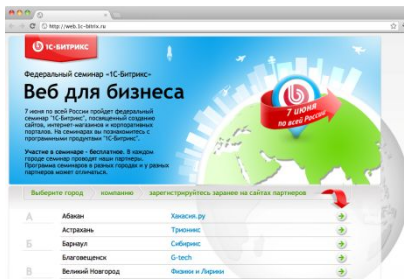 http://web.1c-bitrix.ru
1С-БИТРИКС
Федеральный семинар «1С-Битрикс»
Веб для бизнеса
7 июня по всей России пройдет федеральный
семинар "1С-Битрикс", посвященный созданию
сайтов, интернет-магазинов и корпоративных
порталов. На семинарах вы познакомитесь с
программными продуктами "1С-Битрикс".
Участие в семинаре - бесплатное. В каждом
городе семинар проводят наши партнеры.
Программа семинаров в разных городах и у разных
партнеров может отличаться.
7 ИЮНЯ
по всей России
Выберите город компанию зарегистрируйтесь заранее на сайтах партнеров
А Абакан Хакасия.ру
Астрахань Трионикс
Б Барнаул Сибирикс
Благовещенск G-tech
В Великий Новгород Физики и Лирики